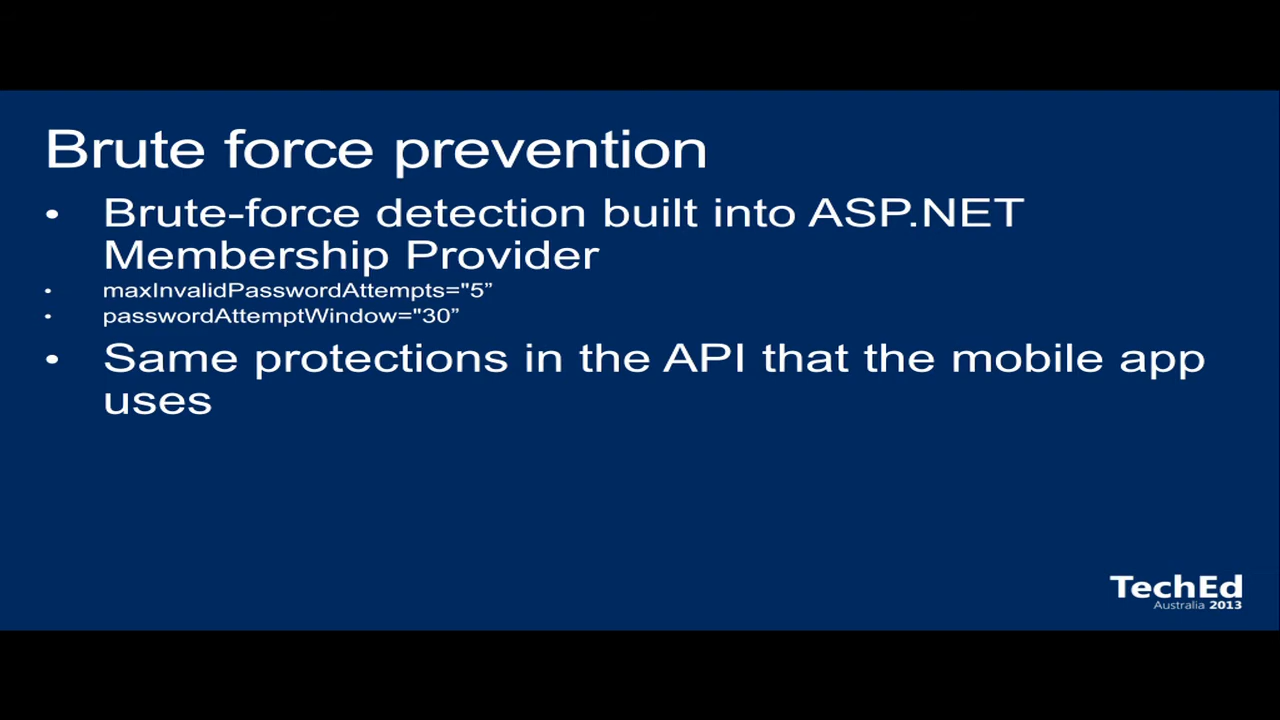 Brute force prevention
• Brute-force detection built into ASP.NET
Membership Provider
• maxInvalidPasswordAttempts="5”
• passwordAttemptWindow="30”
• Same protections in the API that the mobile app
uses
TechEd
Australia 2013